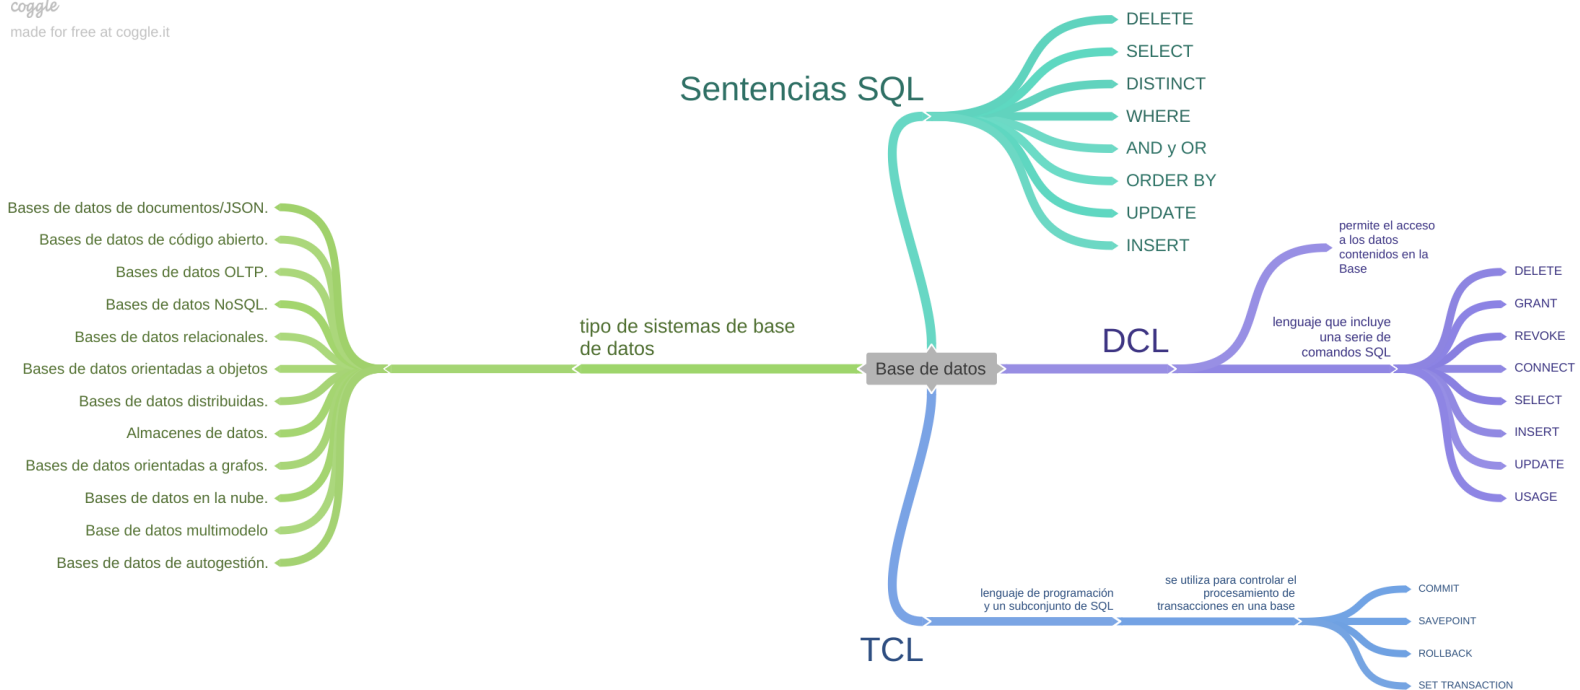 coggle
made for free at coggle.it
Sentencias SQL
DELETE
SELECT
DISTINCT
WHERE
AND y OR
ORDER BY
UPDATE
INSERT
Bases de datos de documentos/JSON.
Bases de datos de código abierto.
Bases de datos OLTP.
Bases de datos NoSQL.
Bases de datos relacionales.
Bases de datos orientadas a objetos
Bases de datos distribuidas.
Almacenes de datos.
Bases de datos orientadas a grafos.
Bases de datos en la nube.
Base de datos multimodelo
Bases de datos de autogestión.
tipo de sistemas de base
de datos
Base de datos
DCL
permite el acceso
a los datos
contenidos en la
Base
lenguaje que incluye
una serie de
comandos SQL
DELETE
GRANT
REVOKE
CONNECT
SELECT
INSERT
UPDATE
USAGE
TCL
lenguaje de programación
y un subconjunto de SQL
se utiliza para controlar el
procesamiento de
transacciones en una base
COMMIT
SAVEPOINT
ROLLBACK
SET TRANSACTION